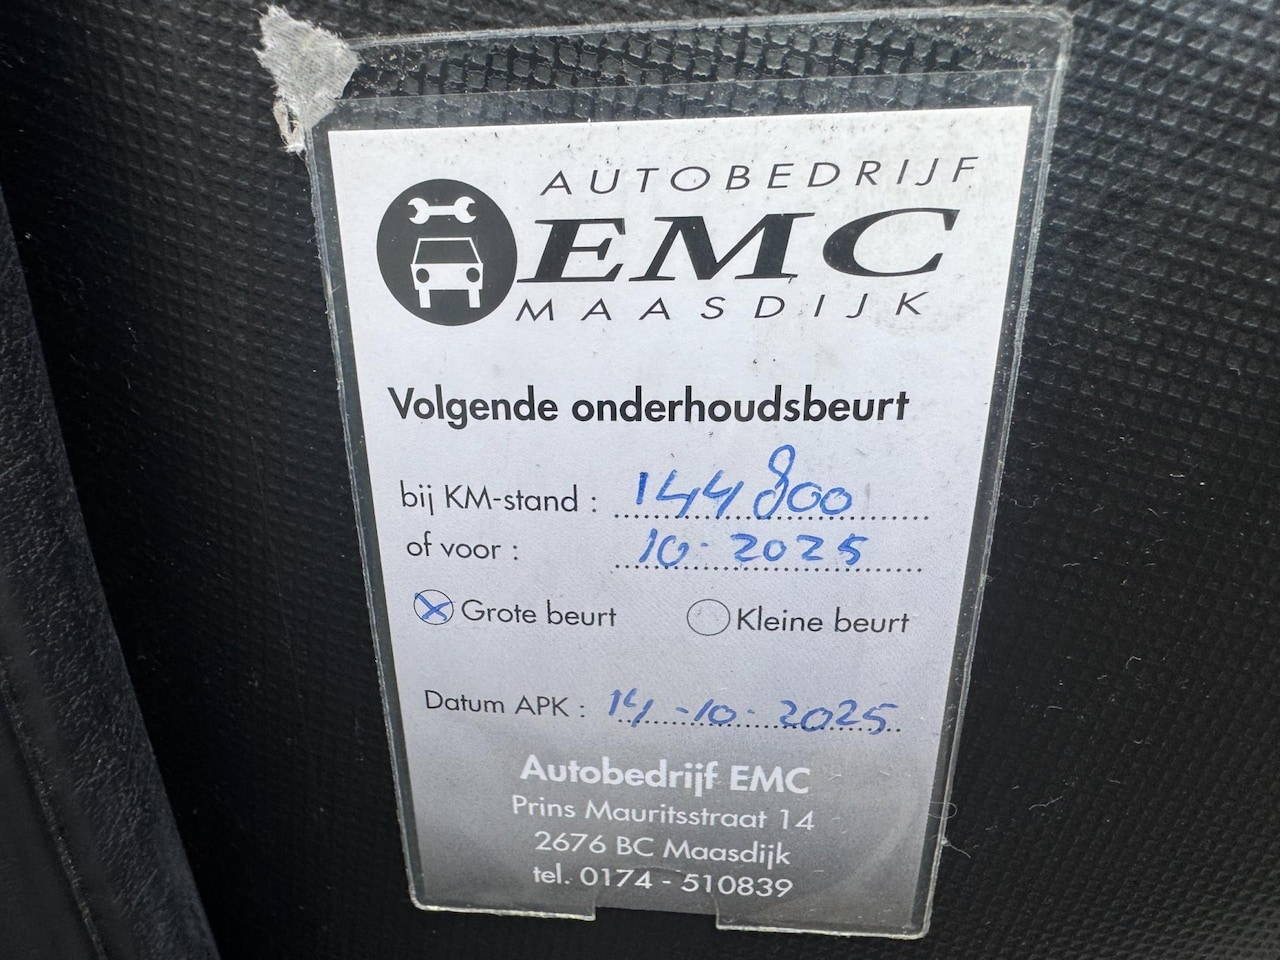 AUTOBEDRIJF
EMC
MAASDIJK
Volgende onderhoudsbeurt
bij KM-stand : 144800
of voor : 10-2025
Grote beurt Kleine beurt
Datum APK : 14-10-2025
Autobedrijf EMC
Prins Mauritsstraat 14
2676 BC Maasdijk
tel. 0174 - 510839